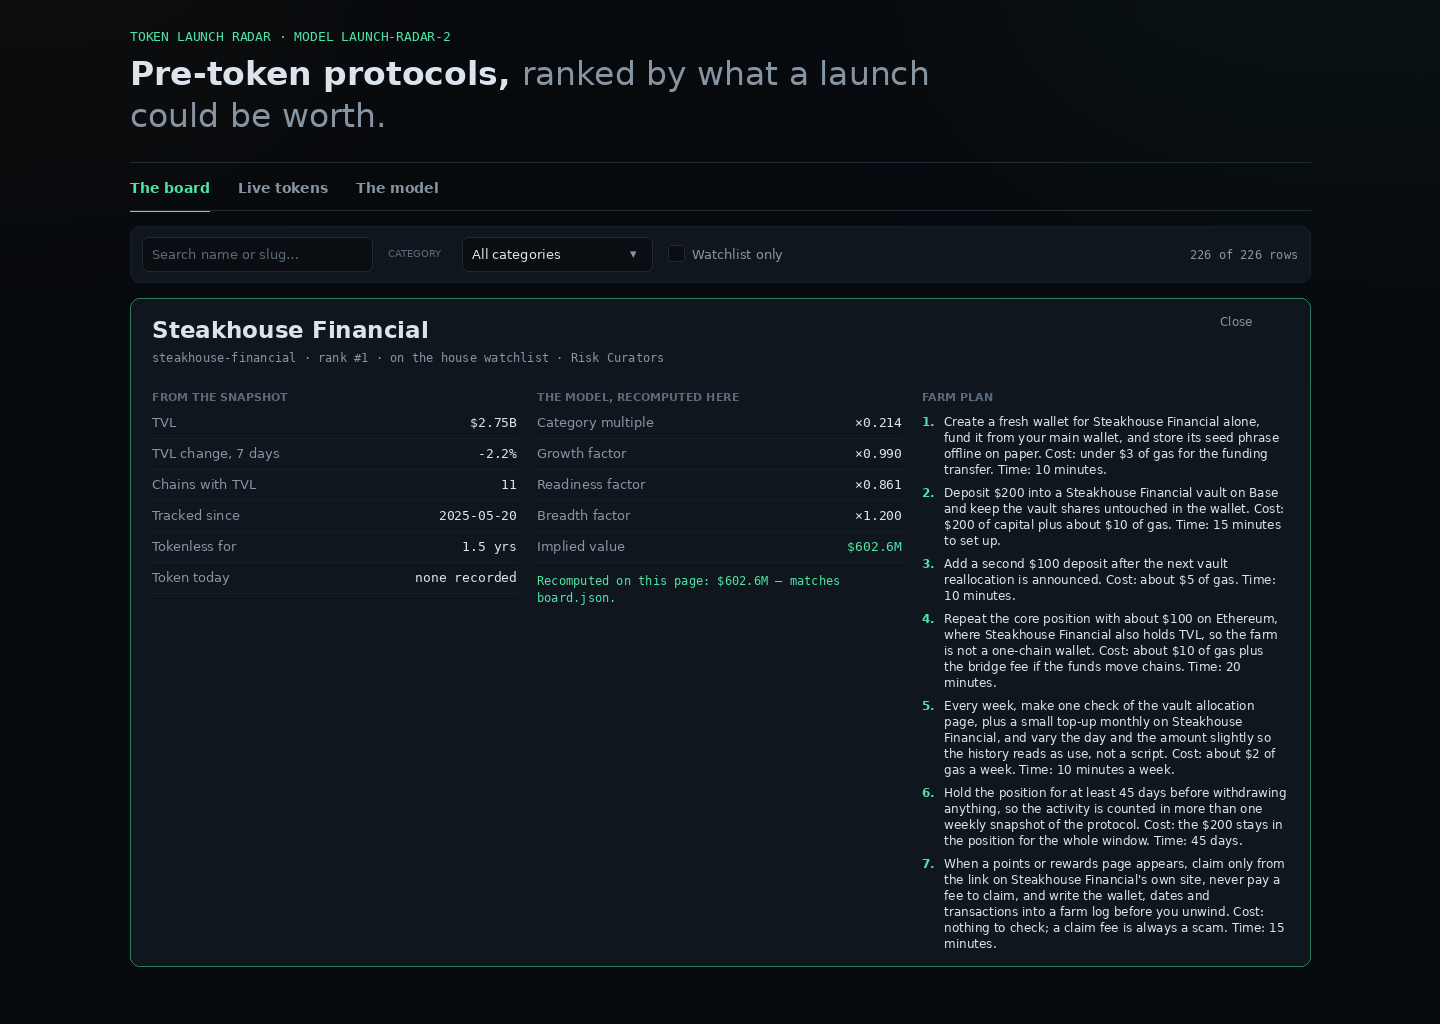 TOKEN LAUNCH RADAR · MODEL LAUNCH-RADAR-2
Pre-token protocols, ranked by what a launch
could be worth.
The board
Live tokens
The model
Search name or slug...
CATEGORY
All categories
Watchlist only
226 of 226 rows
Steakhouse Financial
Close
steakhouse-financial · rank #1 · on the house watchlist · Risk Curators
FROM THE SNAPSHOT
TVL $2.75B
TVL change, 7 days -2.2%
Chains with TVL 11
Tracked since 2025-05-20
Tokenless for 1.5 yrs
Token today none recorded
THE MODEL, RECOMPUTED HERE
Category multiple ×0.214
Growth factor ×0.990
Readiness factor ×0.861
Breadth factor ×1.200
Implied value $602.6M
Recomputed on this page: $602.6M — matches
board.json.
FARM PLAN
1. Create a fresh wallet for Steakhouse Financial alone,
fund it from your main wallet, and store its seed phrase
offline on paper. Cost: under $3 of gas for the funding
transfer. Time: 10 minutes.
2. Deposit $200 into a Steakhouse Financial vault on Base
and keep the vault shares untouched in the wallet. Cost:
$200 of capital plus about $10 of gas. Time: 15 minutes
to set up.
3. Add a second $100 deposit after the next vault
reallocation is announced. Cost: about $5 of gas. Time:
10 minutes.
4. Repeat the core position with about $100 on Ethereum,
where Steakhouse Financial also holds TVL, so the farm
is not a one-chain wallet. Cost: about $10 of gas plus
the bridge fee if the funds move chains. Time: 20
minutes.
5. Every week, make one check of the vault allocation
page, plus a small top-up monthly on Steakhouse
Financial, and vary the day and the amount slightly so
the history reads as use, not a script. Cost: about $2 of
gas a week. Time: 10 minutes a week.
6. Hold the position for at least 45 days before withdrawing
anything, so the activity is counted in more than one
weekly snapshot of the protocol. Cost: the $200 stays in
the position for the whole window. Time: 45 days.
7. When a points or rewards page appears, claim only from
the link on Steakhouse Financial's own site, never pay a
fee to claim, and write the wallet, dates and
transactions into a farm log before you unwind. Cost:
nothing to check; a claim fee is always a scam. Time: 15
minutes.